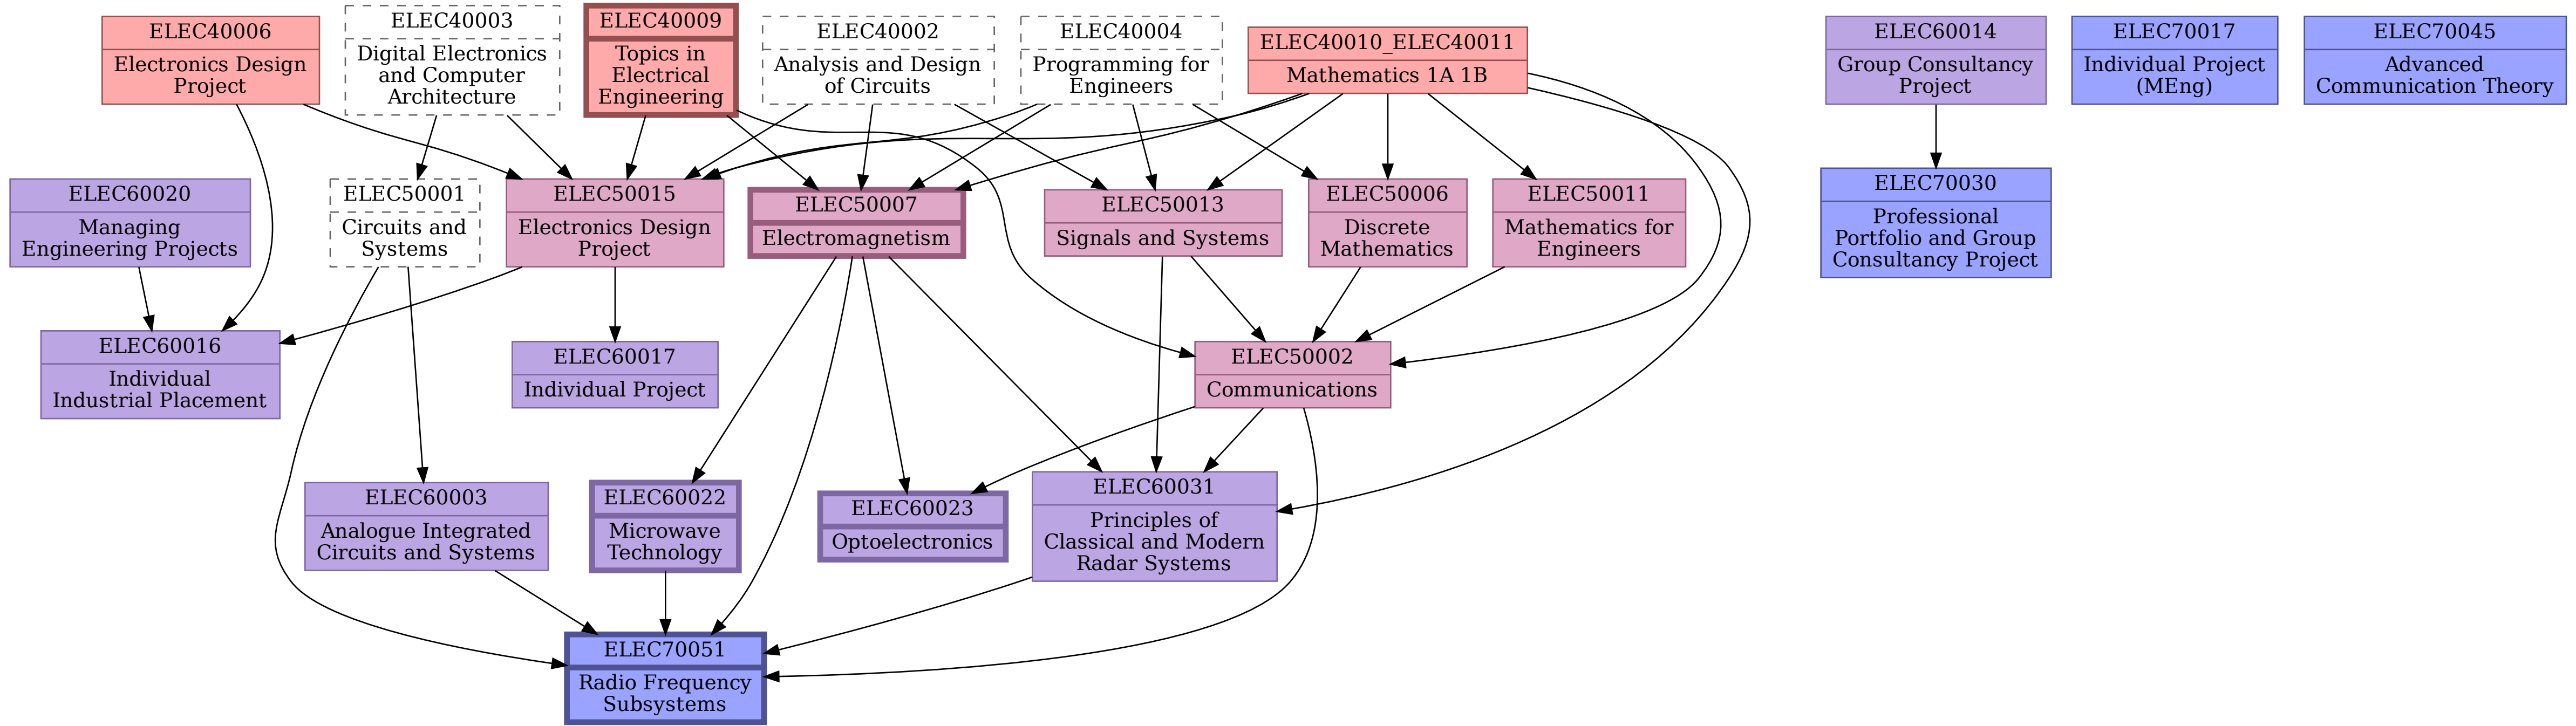 ELEC40006
Electronics Design
Project
ELEC40003
Digital Electronics
and Computer
Architecture
ELEC40009
Topics in
Electrical
Engineering
ELEC40002
Analysis and Design
of Circuits
ELEC40004
Programming for
Engineers
ELEC40010_ELEC40011
Mathematics 1A 1B
ELEC60014
Group Consultancy
Project
ELEC70017
Individual Project
(MEng)
ELEC70045
Advanced
Communication Theory
ELEC60020
Managing
Engineering Projects
ELEC50001
Circuits and
Systems
ELEC50015
Electronics Design
Project
ELEC50007
Electromagnetism
ELEC50013
Signals and Systems
ELEC50006
Discrete
Mathematics
ELEC50011
Mathematics for
Engineers
ELEC70030
Professional
Portfolio and Group
Consultancy Project
ELEC60016
Individual
Industrial Placement
ELEC60017
Individual Project
ELEC50002
Communications
ELEC60003
Analogue Integrated
Circuits and Systems
ELEC60022
Microwave
Technology
ELEC60023
Optoelectronics
ELEC60031
Principles of
Classical and Modern
Radar Systems
ELEC70051
Radio Frequency
Subsystems